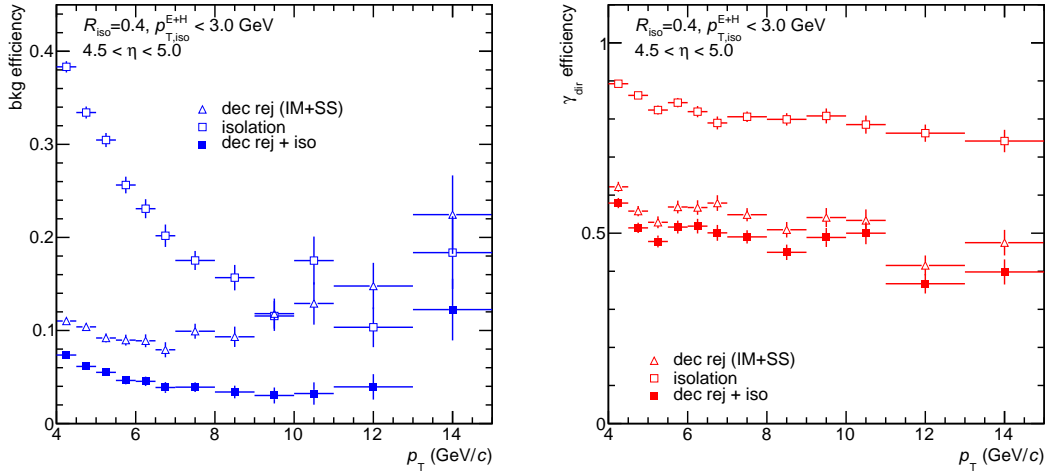 R_iso=0.4, p_T,iso^E+H < 3.0 GeV
4.5 < η < 5.0
bkg efficiency
0.4
0.3
0.2
0.1
0
dec rej (IM+SS)
isolation
dec rej + iso
4 6 8 10 12 14
p_T (GeV/c)
R_iso=0.4, p_T,iso^E+H < 3.0 GeV
4.5 < η < 5.0
γ_dir efficiency
1
0.5
0
dec rej (IM+SS)
isolation
dec rej + iso
4 6 8 10 12 14
p_T (GeV/c)